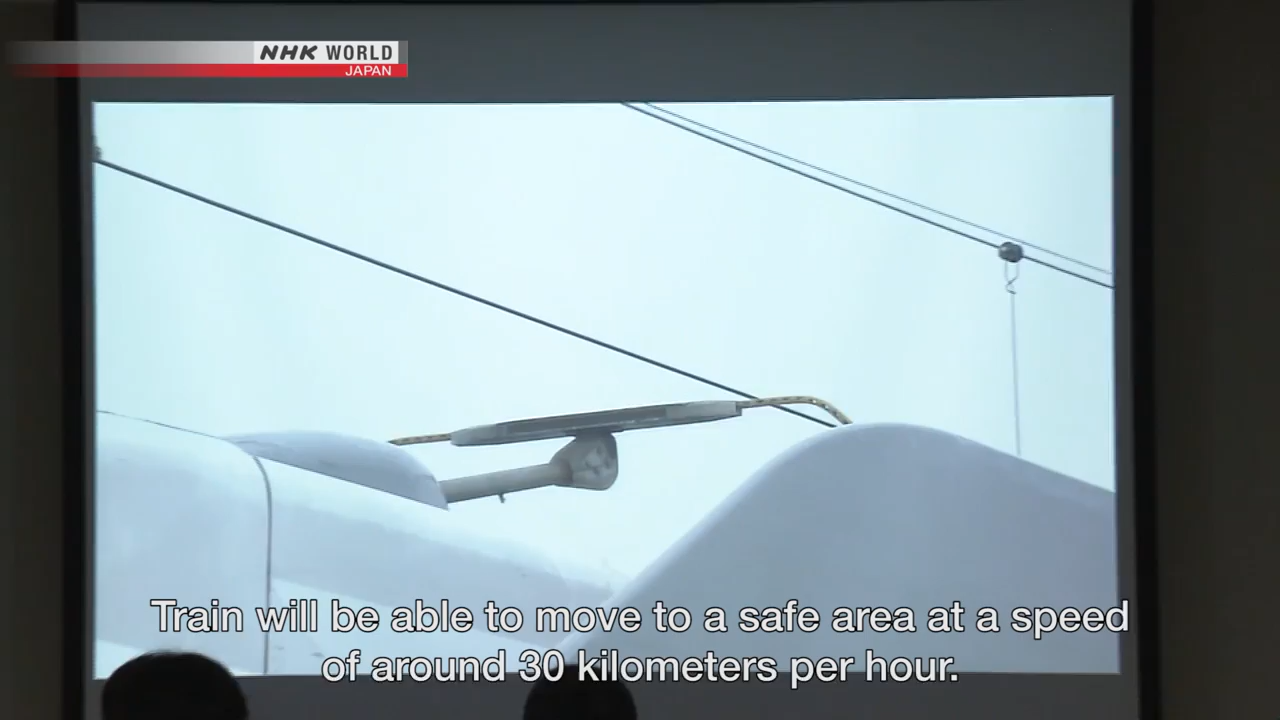 NHK WORLD
JAPAN
Train will be able to move to a safe area at a speed
of around 30 kilometers per hour.